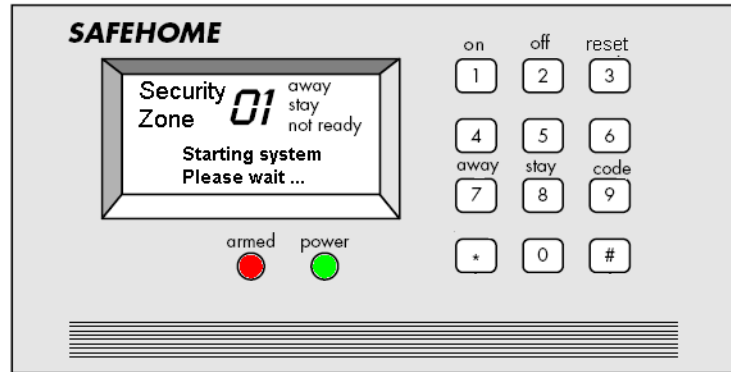 SAFEHOME
Security Zone 01
away
stay
not ready
Starting system
Please wait ...
armed power
on off reset
1 2 3
4 5 6
away stay code
7 8 9
* 0 #